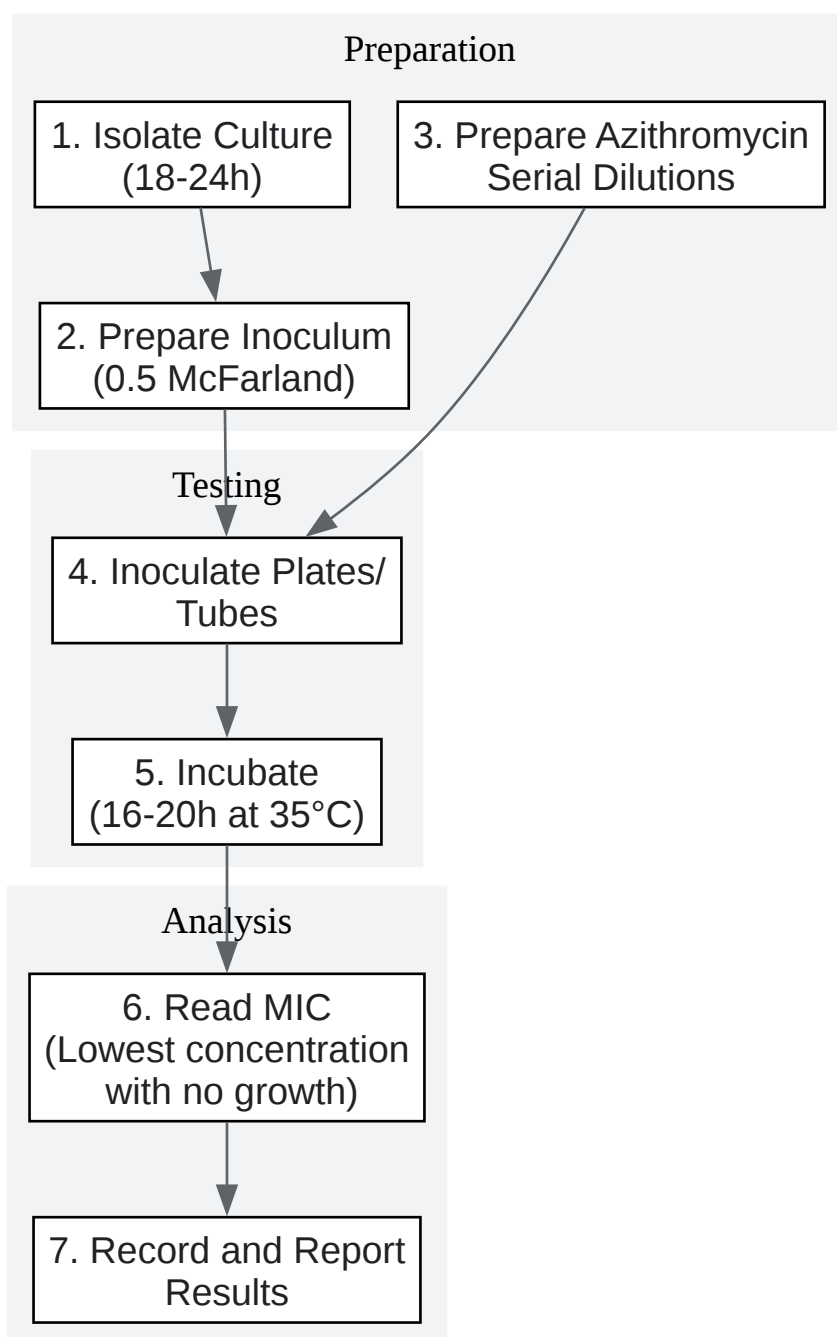 Preparation
1. Isolate Culture
(18-24h)
3. Prepare Azithromycin
Serial Dilutions
2. Prepare Inoculum
(0.5 McFarland)
Testing
4. Inoculate Plates/
Tubes
5. Incubate
(16-20h at 35°C)
Analysis
6. Read MIC
(Lowest concentration
with no growth)
7. Record and Report
Results